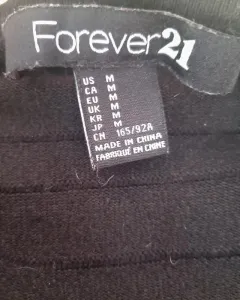 Forever21
US M
CA M
EU M
UK M
KR M
JP M
CN 165/92A
MADE IN CHINA
FABRIQUÉ EN CHINE